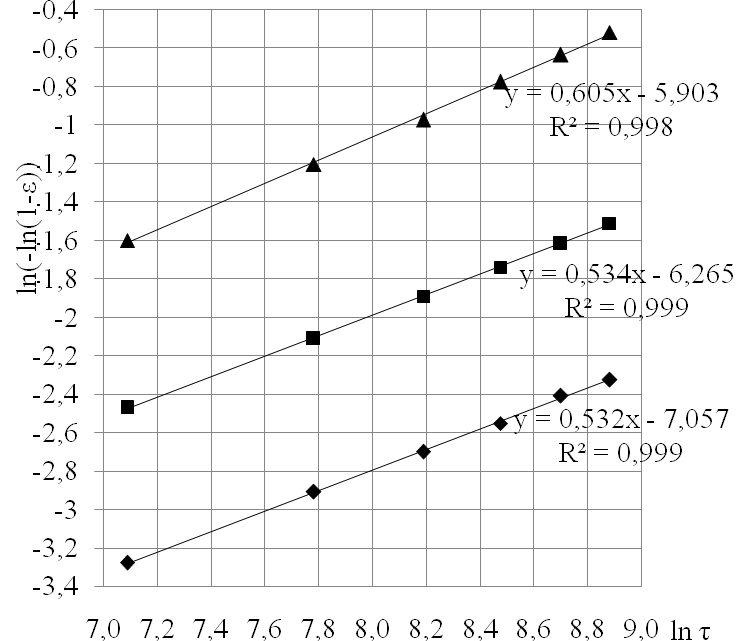 -0,4
-0,6
-0,8
y = 0,605x - 5,903
-1
R² = 0,998
-1,2
-1,4
-1,6
ln(-ln(1-ε))
-1,8
y = 0,534x - 6,265
-2
R² = 0,999
-2,2
-2,4
y = 0,532x - 7,057
-2,6
R² = 0,999
-2,8
-3
-3,2
-3,4
7,0 7,2 7,4 7,6 7,8 8,0 8,2 8,4 8,6 8,8 9,0 ln τ